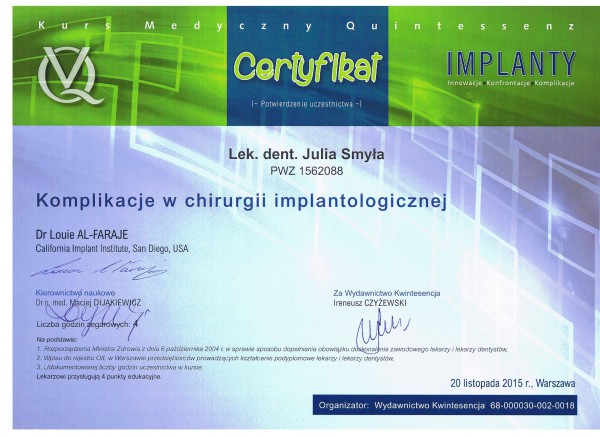 Kurs Medyczny Quintessenz
VQ
Certyfikat
|– Potwierdzenie uczestnictwa –|
IMPLANTY
Innowacje•Konfrontacje•Komplikacje
Lek. dent. Julia Smyła
PWZ 1562088
Komplikacje w chirurgii implantologicznej
Dr Louie AL-FARAJE
California Implant Institute, San Diego, USA
Kierownictwo naukowe
Dr n. med. Maciej DIJAKIEWICZ
Za Wydawnictwo Kwintesencja
Ireneusz CZYŻEWSKI
Liczba godzin zegarowych: 4
Na podstawie:
1. Rozporządzenia Ministra Zdrowia z dnia 6 października 2004 r. w sprawie sposobu dopełniania obowiązku doskonalenia zawodowego lekarzy i lekarzy dentystów,
2. Wpisu do rejestru OIL w Warszawie przedsiębiorców prowadzących kształcenie podyplomowe lekarzy i lekarzy dentystów,
3. Udokumentowanej liczby godzin uczestnictwa w kursie.
Lekarzowi przysługują 4 punkty edukacyjne.
20 listopada 2015 r., Warszawa
Organizator: Wydawnictwo Kwintesencja 68-000030-002-0018